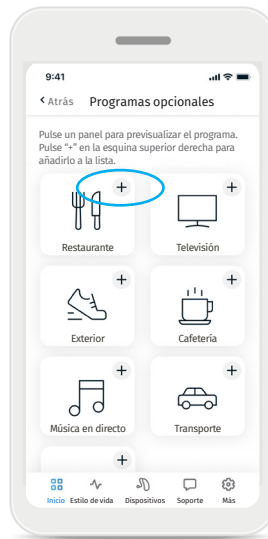 9:41
Atrás Programas opcionales
Pulse un panel para previsualizar el programa.
Pulse "+" en la esquina superior derecha para
añadirlo a la lista.
+ +
Restaurante Televisión
+ +
Exterior Cafetería
+ +
Música en directo Transporte
+
Inicio Estilo de vida Dispositivos Soporte Más